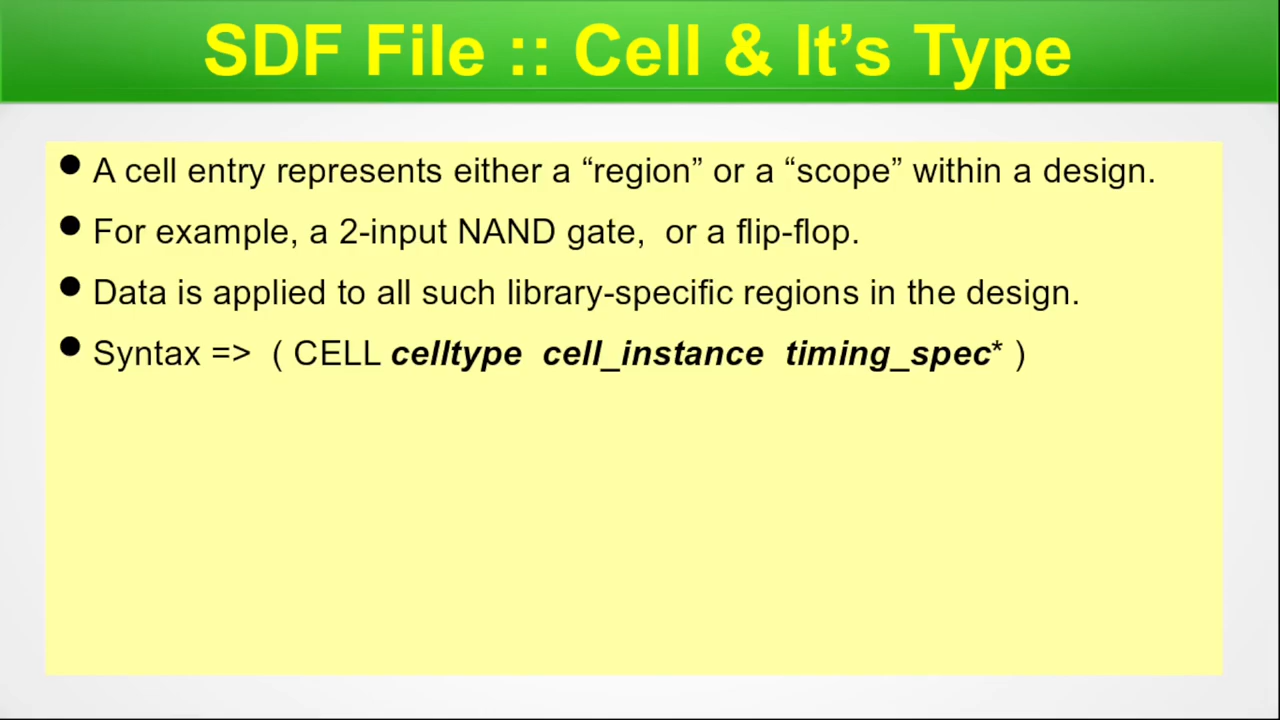 SDF File :: Cell & It’s Type
● A cell entry represents either a “region” or a “scope” within a design.
● For example, a 2-input NAND gate,  or a flip-flop.
● Data is applied to all such library-specific regions in the design.
● Syntax =>  ( CELL celltype  cell_instance  timing_spec* )